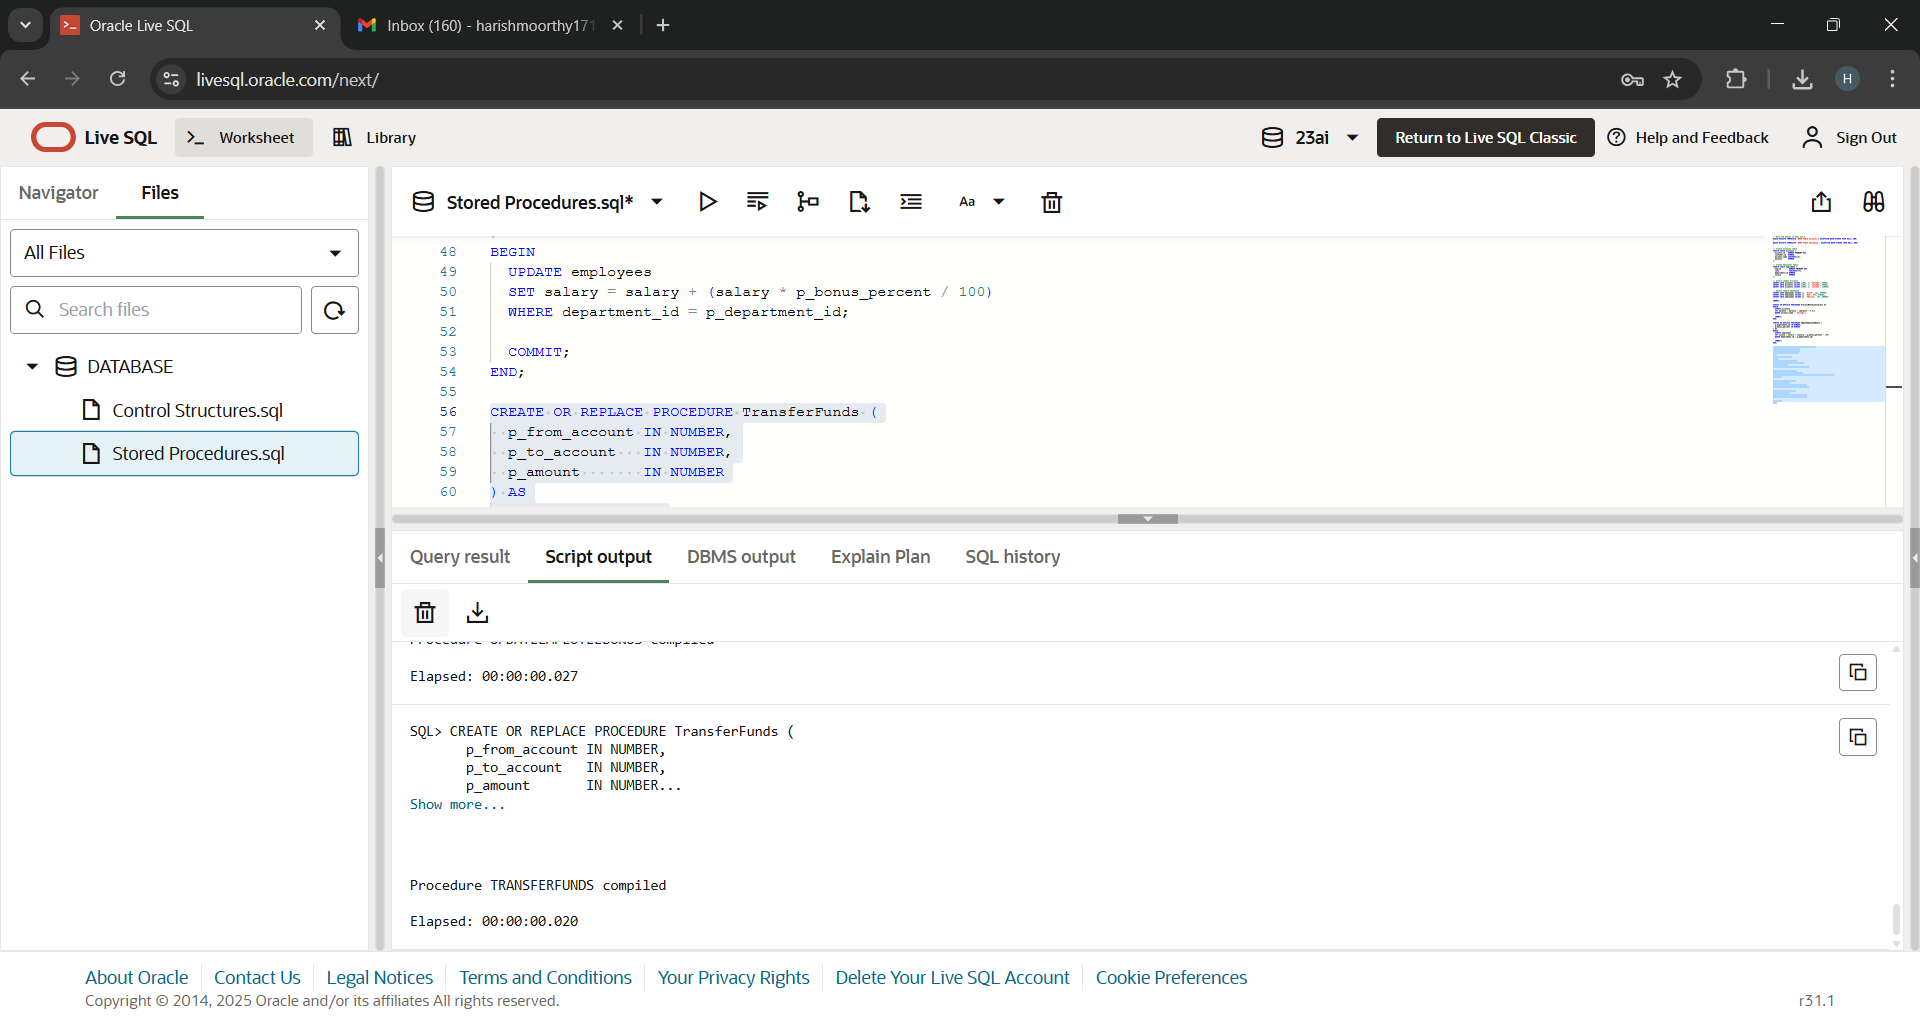 Oracle Live SQL
Inbox (160) - harishmoorthy171
livesql.oracle.com/next/
H
Live SQL
Worksheet
Library
23ai
Return to Live SQL Classic
Help and Feedback
Sign Out
Navigator
Files
All Files
Search files
DATABASE
Control Structures.sql
Stored Procedures.sql
Stored Procedures.sql*
Aa
48 BEGIN
49 UPDATE employees
50 SET salary = salary + (salary * p_bonus_percent / 100)
51 WHERE department_id = p_department_id;
52
53 COMMIT;
54 END;
55
56 CREATE OR REPLACE PROCEDURE TransferFunds (
57 p_from_account IN NUMBER,
58 p_to_account IN NUMBER,
59 p_amount IN NUMBER
60 ) AS
Query result
Script output
DBMS output
Explain Plan
SQL history
Procedure UPDATEEMPLOYEEBONUS compiled
Elapsed: 00:00:00.027
SQL> CREATE OR REPLACE PROCEDURE TransferFunds (
p_from_account IN NUMBER,
p_to_account IN NUMBER,
p_amount IN NUMBER...
Show more...
Procedure TRANSFERFUNDS compiled
Elapsed: 00:00:00.020
About Oracle
Contact Us
Legal Notices
Terms and Conditions
Your Privacy Rights
Delete Your Live SQL Account
Cookie Preferences
Copyright © 2014, 2025 Oracle and/or its affiliates All rights reserved.
r31.1